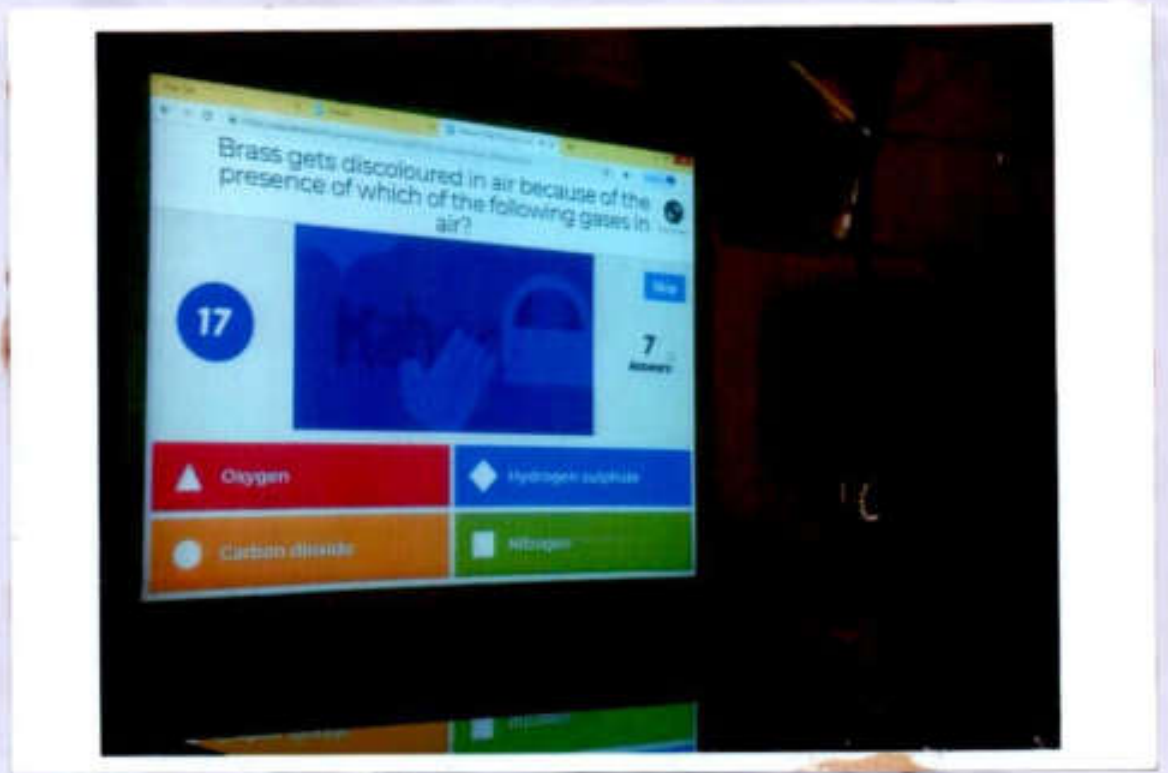 Brass gets discoloured in air because of the
presence of which of the following gases in
air?
17
Skip
7
Answers
Oxygen
Hydrogen sulphide
Carbon dioxide
Nitrogen